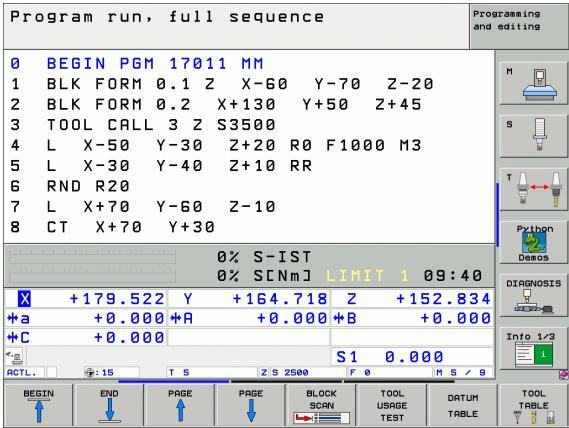 Program run, full sequence
Programming and editing
0 BEGIN PGM 17011 MM
1 BLK FORM 0.1 Z X-60 Y-70 Z-20
2 BLK FORM 0.2 X+130 Y+50 Z+45
3 TOOL CALL 3 Z S3500
4 L X-50 Y-30 Z+20 R0 F1000 M3
5 L X-30 Y-40 Z+10 RR
6 RND R20
7 L X+70 Y-60 Z-10
8 CT X+70 Y+30
0% S-IST
0% S[Nm] LIMIT 1 09:40
X +179.522 Y +164.718 Z +152.834
*a +0.000 *A +0.000 *B +0.000
*C +0.000
S1 0.000
ACTL. :15 T 5 Z S 2500 F 0 M 5 / 9
M
S
T
Python Demos
DIAGNOSIS
Info 1/3
i
BEGIN
END
PAGE
PAGE
BLOCK SCAN
TOOL USAGE TEST
DATUM TABLE
TOOL TABLE